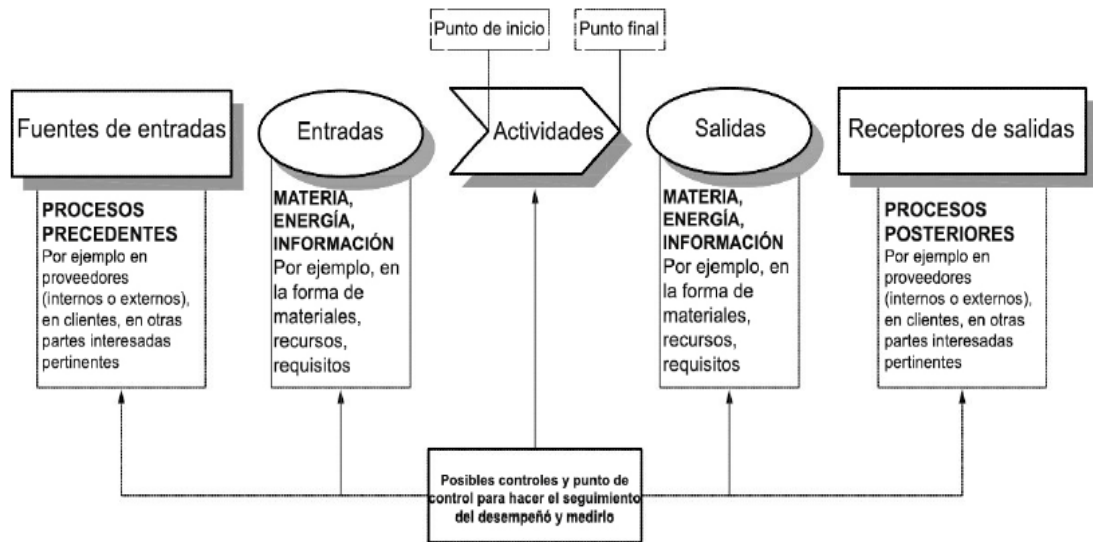 Punto de inicio
Punto final
Fuentes de entradas
Entradas
Actividades
Salidas
Receptores de salidas
PROCESOS
PRECEDENTES
Por ejemplo en
proveedores
(internos o externos),
en clientes, en otras
partes interesadas
pertinentes
MATERIA,
ENERGÍA,
INFORMACIÓN
Por ejemplo, en
la forma de
materiales,
recursos,
requisitos
MATERIA,
ENERGÍA,
INFORMACIÓN
Por ejemplo, en
la forma de
materiales,
recursos,
requisitos
PROCESOS
POSTERIORES
Por ejemplo en
proveedores
(internos o externos),
en clientes, en otras
partes interesadas
pertinentes
Posibles controles y punto de
control para hacer el seguimiento
del desempeñó y medirlo